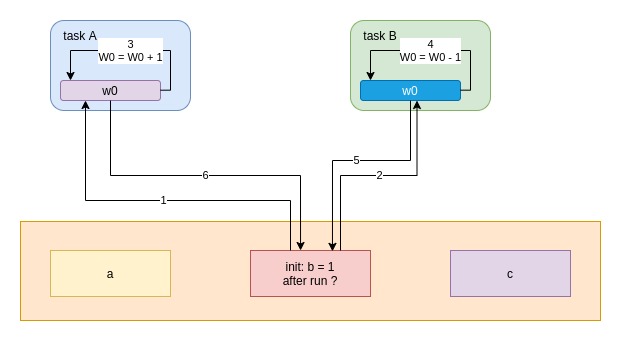 task A
3
W0 = W0 + 1
w0
task B
4
W0 = W0 - 1
w0
5
6
2
1
a
init: b = 1
after run ?
c